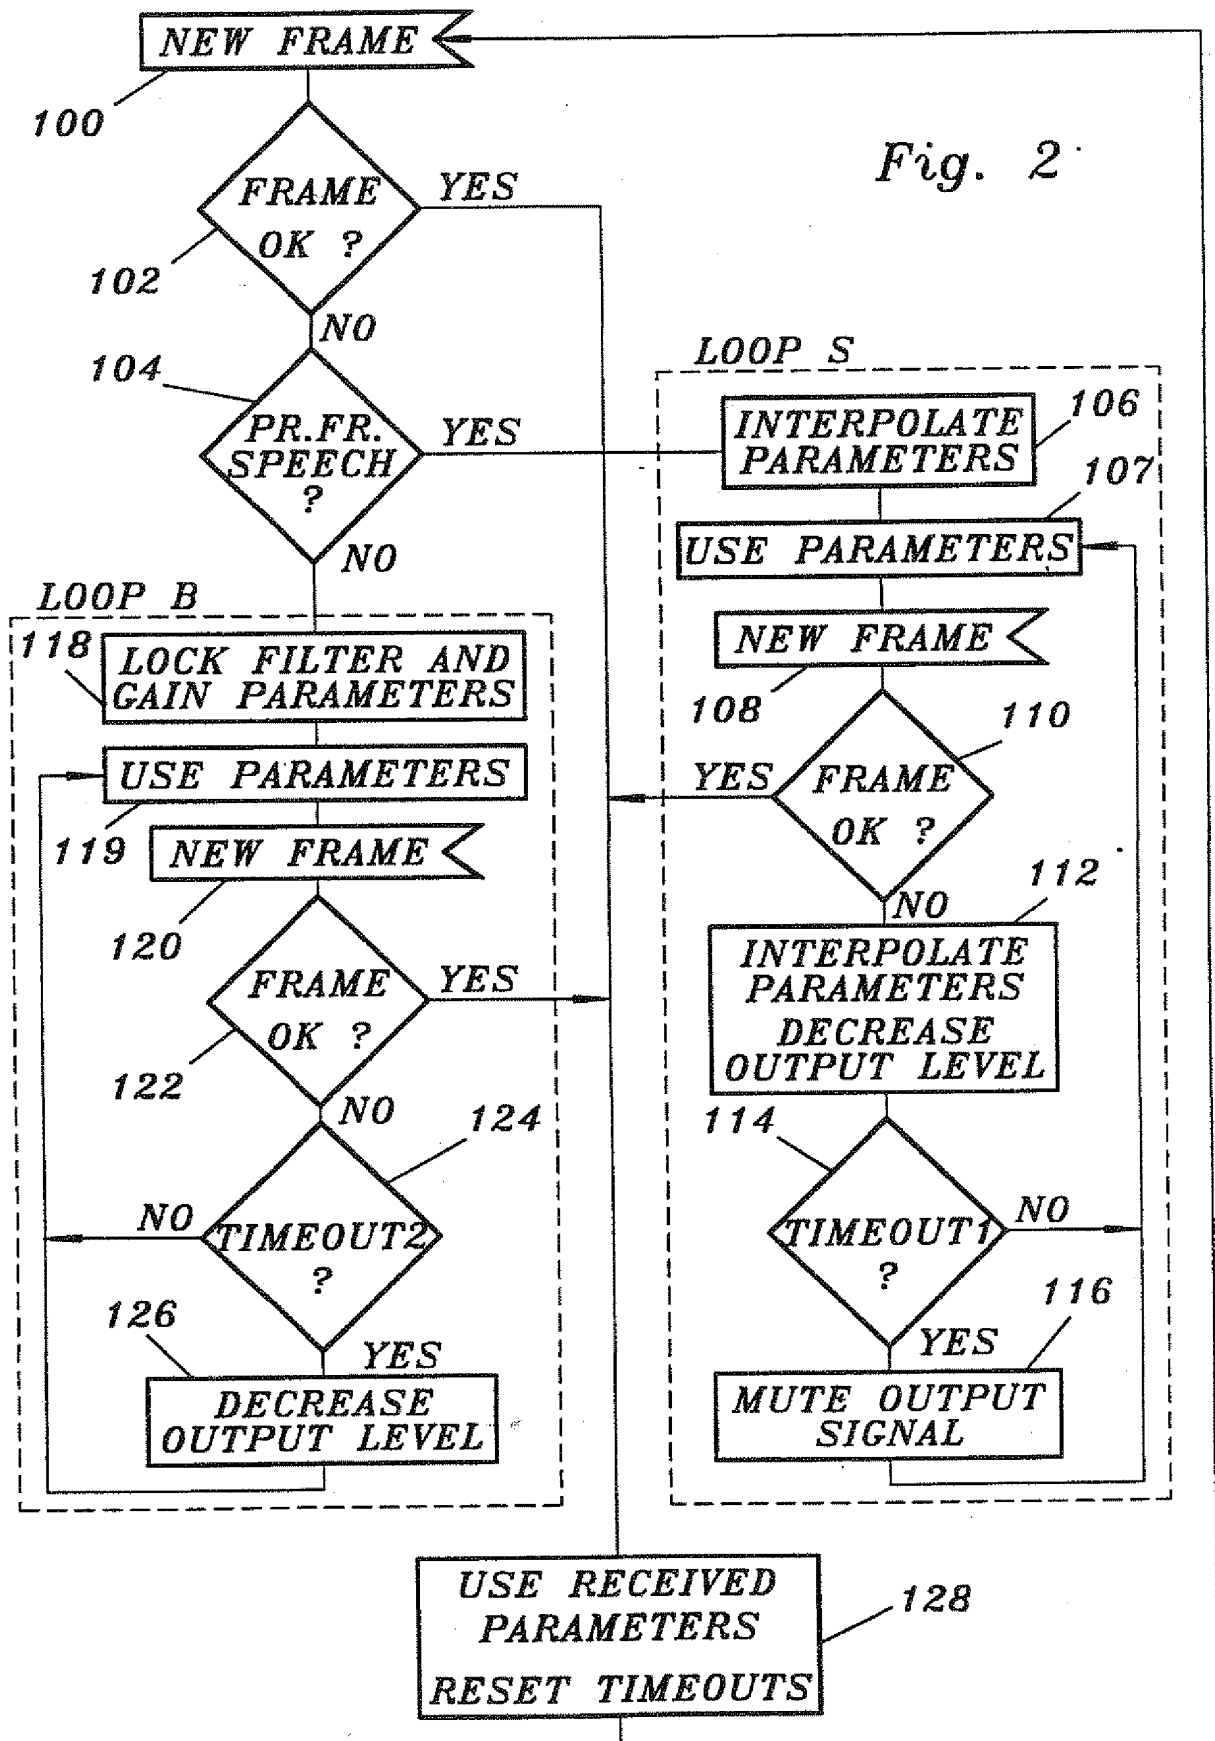 NEW FRAME
100
Fig. 2
FRAME
OK ?
YES
102
NO
104
PR.FR.
SPEECH
?
YES
NO
LOOP S
INTERPOLATE
PARAMETERS
106
107
USE PARAMETERS
NEW FRAME
108
110
FRAME
OK ?
YES
NO
112
INTERPOLATE
PARAMETERS
DECREASE
OUTPUT LEVEL
114
TIMEOUT1
?
NO
116
YES
MUTE OUTPUT
SIGNAL
LOOP B
118
LOCK FILTER AND
GAIN PARAMETERS
USE PARAMETERS
119
NEW FRAME
120
FRAME
OK ?
YES
122
NO
124
TIMEOUT2
?
NO
126
YES
DECREASE
OUTPUT LEVEL
USE RECEIVED
PARAMETERS
RESET TIMEOUTS
128